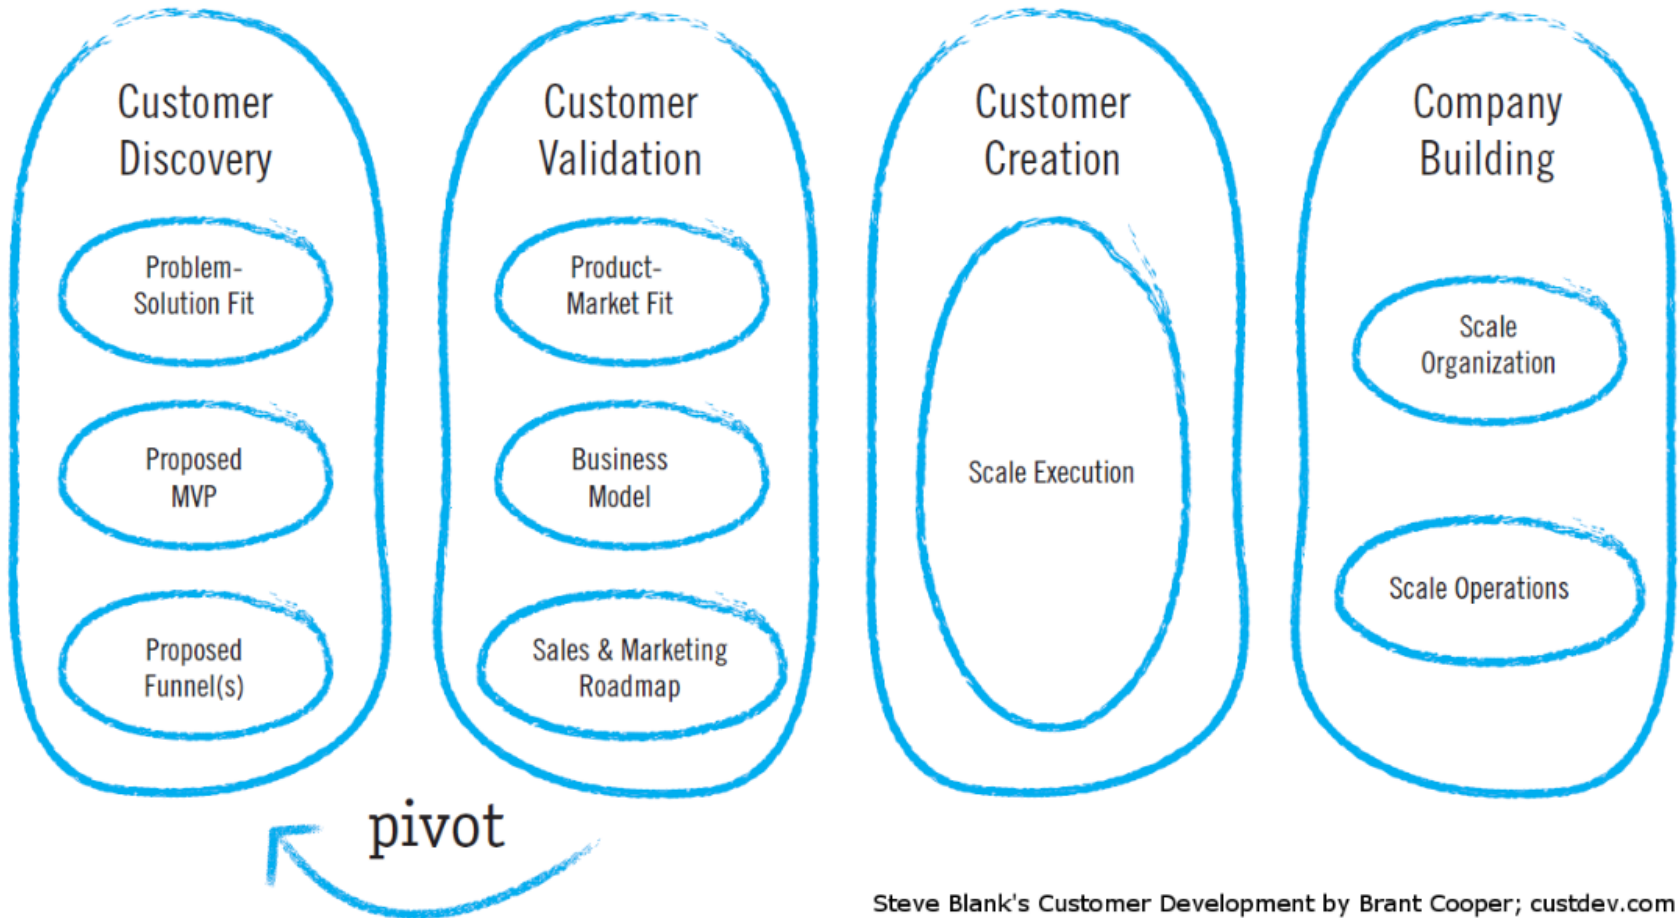 Customer
Discovery
Problem-
Solution Fit
Proposed
MVP
Proposed
Funnel(s)
Customer
Validation
Product-
Market Fit
Business
Model
Sales & Marketing
Roadmap
Customer
Creation
Scale Execution
Company
Building
Scale
Organization
Scale Operations
pivot
Steve Blank's Customer Development by Brant Cooper; custdev.com